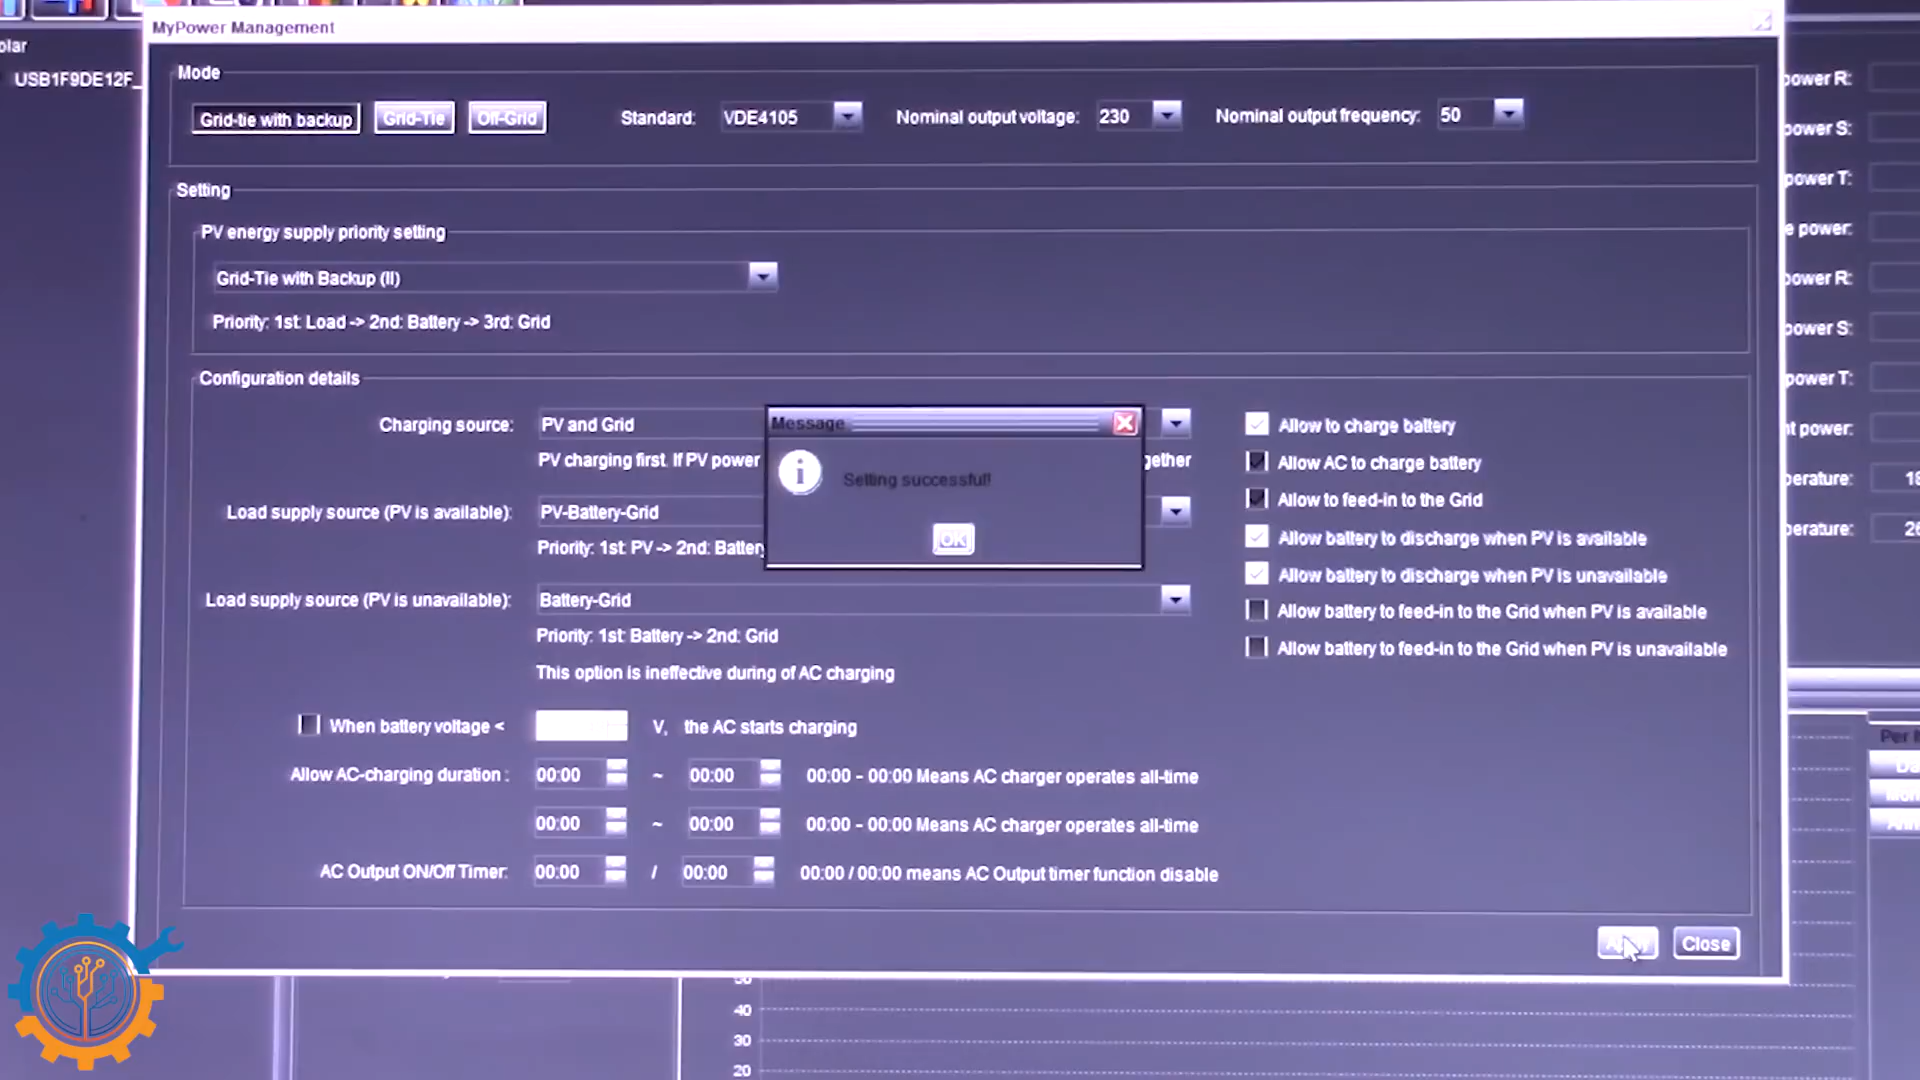 MyPower Management
olar
USB1F9DE12F_
Mode
Grid-tie with backup
Grid-Tie
Off-Grid
Standard:
VDE4105
Nominal output voltage:
230
Nominal output frequency:
50
Setting
PV energy supply priority setting
Grid-Tie with Backup (II)
Priority: 1st: Load -> 2nd: Battery -> 3rd: Grid
Configuration details
Charging source:
PV and Grid
PV charging first. If PV power
gether
Load supply source (PV is available):
PV-Battery-Grid
Priority: 1st: PV -> 2nd: Battery
Load supply source (PV is unavailable):
Battery-Grid
Priority: 1st: Battery -> 2nd: Grid
This option is ineffective during of AC charging
Message
Setting successful!
OK
Allow to charge battery
Allow AC to charge battery
Allow to feed-in to the Grid
Allow battery to discharge when PV is available
Allow battery to discharge when PV is unavailable
Allow battery to feed-in to the Grid when PV is available
Allow battery to feed-in to the Grid when PV is unavailable
When battery voltage <
V, the AC starts charging
Allow AC-charging duration :
00:00 ~ 00:00
00:00 - 00:00 Means AC charger operates all-time
00:00 ~ 00:00
00:00 - 00:00 Means AC charger operates all-time
AC Output ON/Off Timer:
00:00 / 00:00
00:00 / 00:00 means AC Output timer function disable
Close
power R:
power S:
power T:
e power:
power R:
power S:
power T:
nt power:
perature:
18
perature:
26
40
30
20